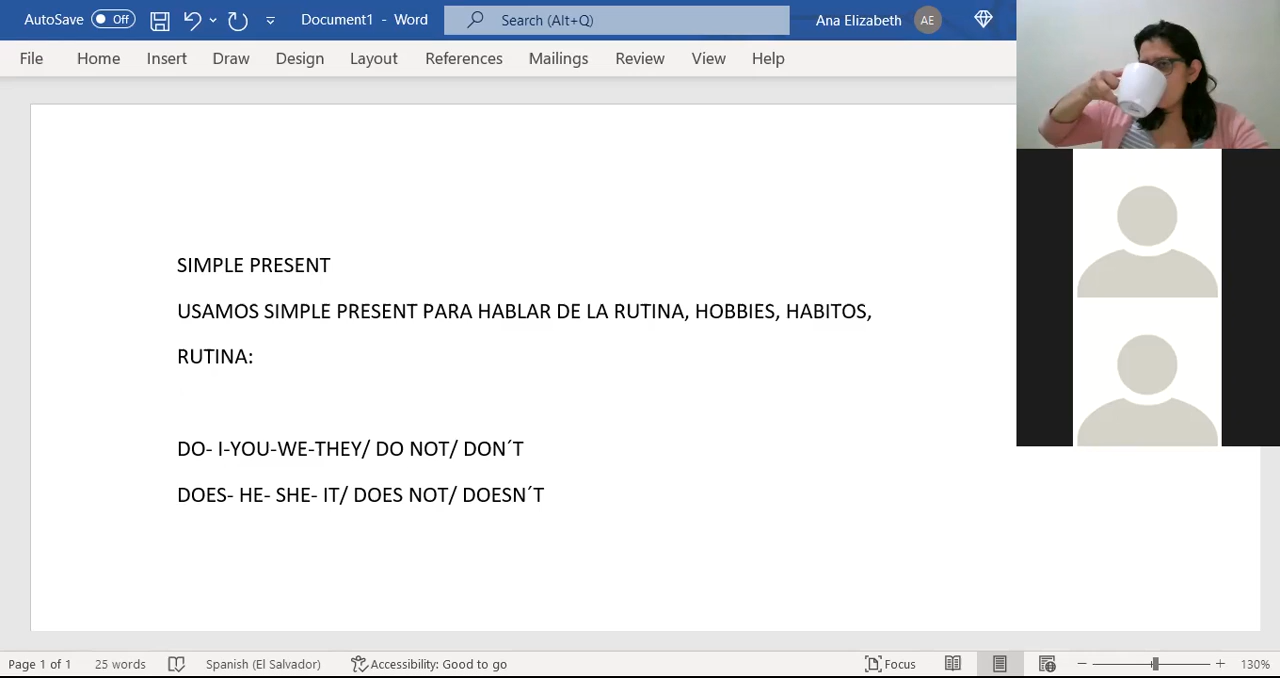 AutoSave Off Document1 - Word Search (Alt+Q) Ana Elizabeth AE
File Home Insert Draw Design Layout References Mailings Review View Help
SIMPLE PRESENT
USAMOS SIMPLE PRESENT PARA HABLAR DE LA RUTINA, HOBBIES, HABITOS,
RUTINA:
DO- I-YOU-WE-THEY/ DO NOT/ DON´T
DOES- HE- SHE- IT/ DOES NOT/ DOESN´T
Page 1 of 1 25 words Spanish (El Salvador) Accessibility: Good to go Focus 130%